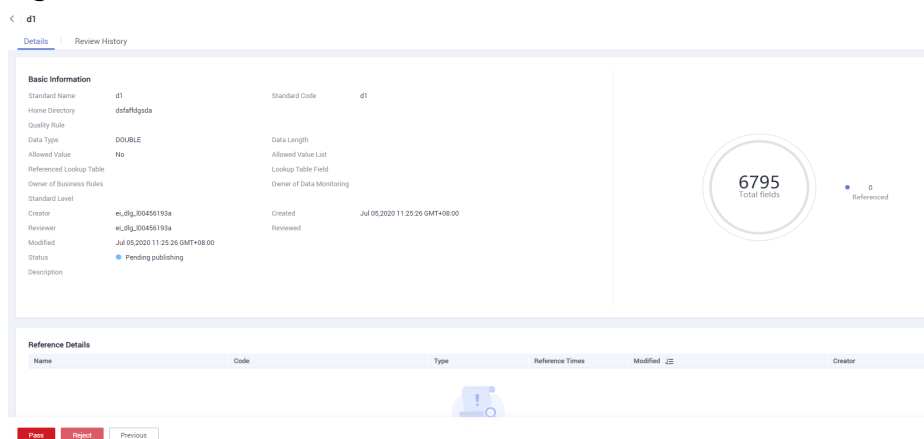 < d1
Details Review History
Basic Information
Standard Name d1 Standard Code d1
Home Directory dsfaffdgsda
Quality Rule
Data Type DOUBLE Data Length
Allowed Value No Allowed Value List
Referenced Lookup Table Lookup Table Field
Owner of Business Rules Owner of Data Monitoring
Standard Level
Creator ei_dlg_l00456193a Created Jul 05,2020 11:25:26 GMT+08:00
Reviewer ei_dlg_l00456193a Reviewed
Modified Jul 05,2020 11:25:26 GMT+08:00
Status Pending publishing
Description
6795
Total fields
0
Referenced
Reference Details
Name Code Type Reference Times Modified Creator
Pass Reject Previous